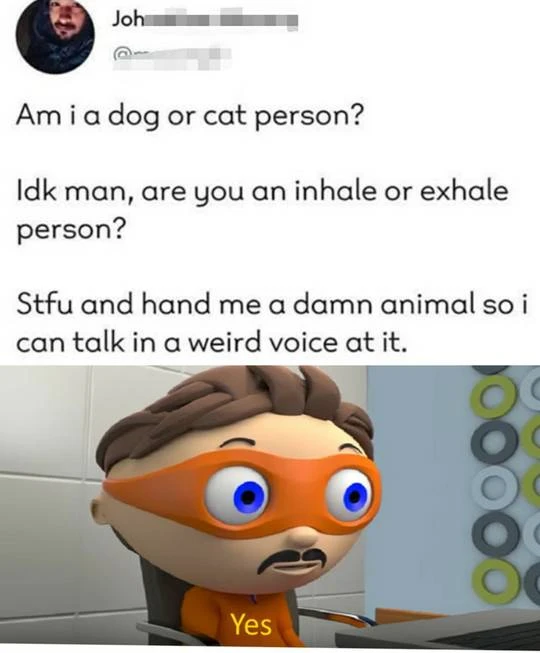 Joh
@
Am i a dog or cat person?
Idk man, are you an inhale or exhale
person?
Stfu and hand me a damn animal so i
can talk in a weird voice at it.
Yes